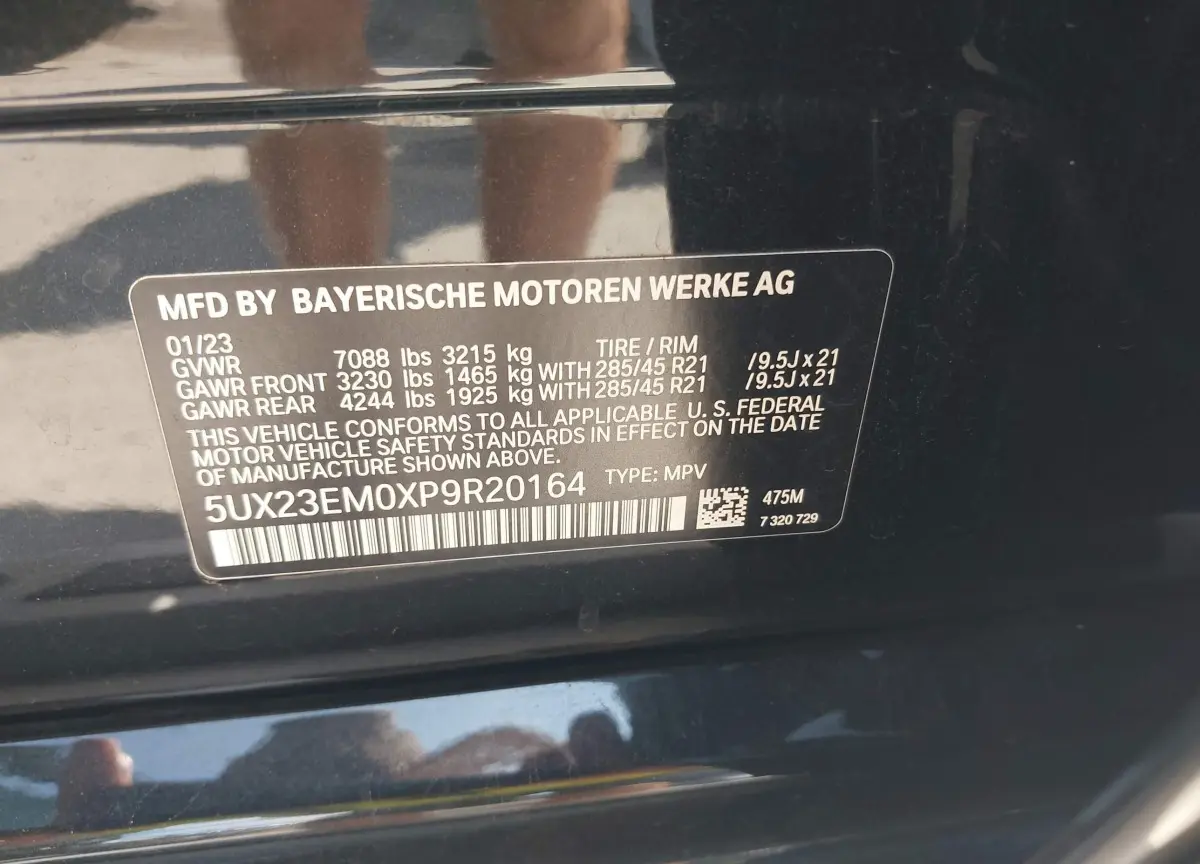 MFD BY BAYERISCHE MOTOREN WERKE AG
01/23 TIRE / RIM
GVWR 7088 lbs 3215 kg
GAWR FRONT 3230 lbs 1465 kg WITH 285/45 R21 /9.5J x 21
GAWR REAR 4244 lbs 1925 kg WITH 285/45 R21 /9.5J x 21
THIS VEHICLE CONFORMS TO ALL APPLICABLE U. S. FEDERAL
MOTOR VEHICLE SAFETY STANDARDS IN EFFECT ON THE DATE
OF MANUFACTURE SHOWN ABOVE.
5UX23EM0XP9R20164 TYPE: MPV
475M
7 320 729